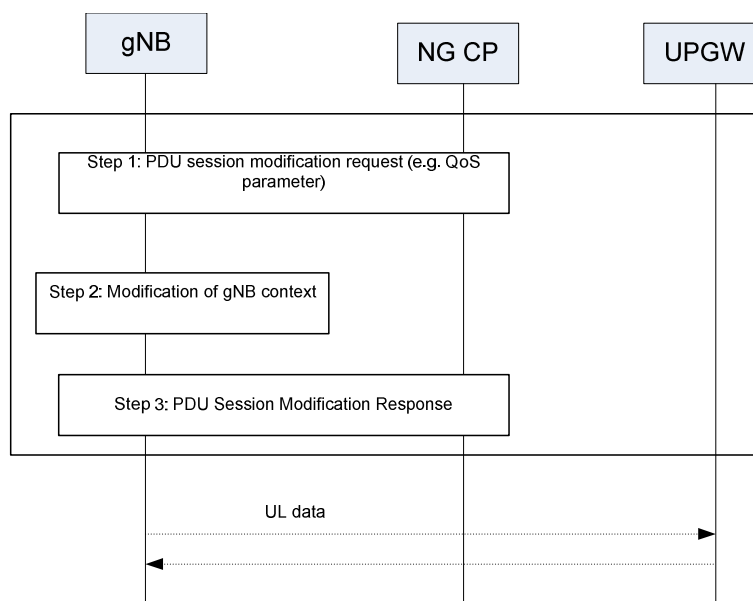 gNB
NG CP
UPGW
Step 1: PDU session modification request (e.g. QoS
parameter)
Step 2: Modification of gNB context
Step 3: PDU Session Modification Response
UL data